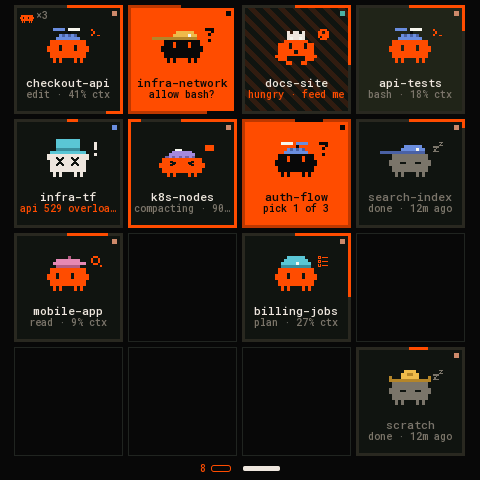 ×3
checkout-api
edit · 41% ctx
infra-network
allow bash?
docs-site
hungry · feed me
api-tests
bash · 18% ctx
infra-tf
api 529 overloa…
k8s-nodes
compacting · 90…
auth-flow
pick 1 of 3
search-index
done · 12m ago
mobile-app
read · 9% ctx
billing-jobs
plan · 27% ctx
scratch
done · 12m ago
8